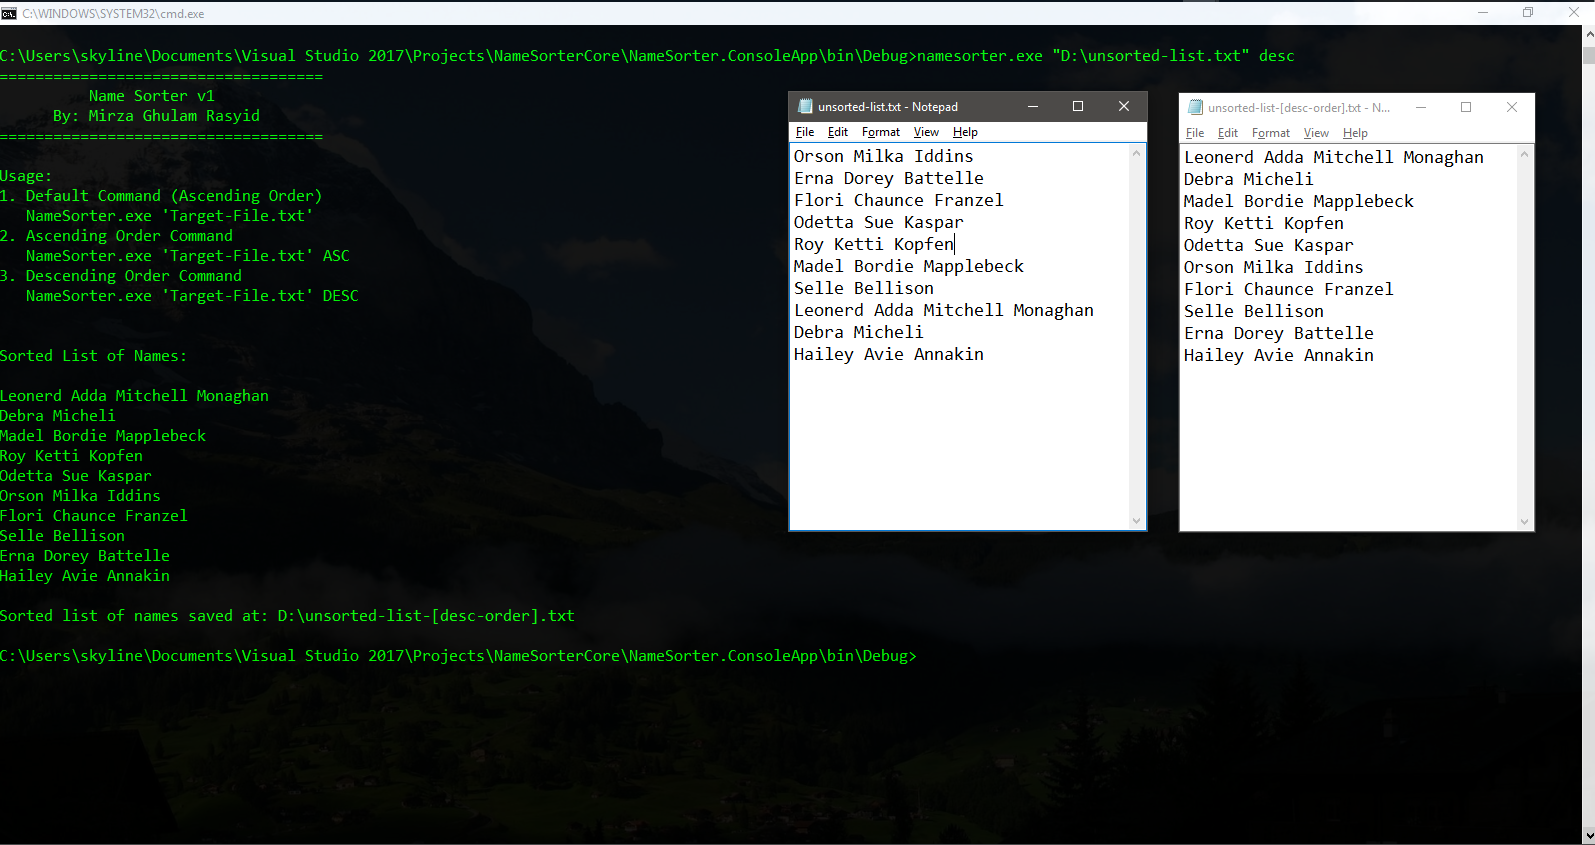 C:\WINDOWS\SYSTEM32\cmd.exe
C:\Users\skyline\Documents\Visual Studio 2017\Projects\NameSorterCore\NameSorter.ConsoleApp\bin\Debug>namesorter.exe "D:\unsorted-list.txt" desc
====================================
Name Sorter v1
By: Mirza Ghulam Rasyid
====================================
Usage:
1. Default Command (Ascending Order)
NameSorter.exe 'Target-File.txt'
2. Ascending Order Command
NameSorter.exe 'Target-File.txt' ASC
3. Descending Order Command
NameSorter.exe 'Target-File.txt' DESC
Sorted List of Names:
Leonerd Adda Mitchell Monaghan
Debra Micheli
Madel Bordie Mapplebeck
Roy Ketti Kopfen
Odetta Sue Kaspar
Orson Milka Iddins
Flori Chaunce Franzel
Selle Bellison
Erna Dorey Battelle
Hailey Avie Annakin
Sorted list of names saved at: D:\unsorted-list-[desc-order].txt
C:\Users\skyline\Documents\Visual Studio 2017\Projects\NameSorterCore\NameSorter.ConsoleApp\bin\Debug>
unsorted-list.txt - Notepad
File Edit Format View Help
Orson Milka Iddins
Erna Dorey Battelle
Flori Chaunce Franzel
Odetta Sue Kaspar
Roy Ketti Kopfen
Madel Bordie Mapplebeck
Selle Bellison
Leonerd Adda Mitchell Monaghan
Debra Micheli
Hailey Avie Annakin
unsorted-list-[desc-order].txt - N...
File Edit Format View Help
Leonerd Adda Mitchell Monaghan
Debra Micheli
Madel Bordie Mapplebeck
Roy Ketti Kopfen
Odetta Sue Kaspar
Orson Milka Iddins
Flori Chaunce Franzel
Selle Bellison
Erna Dorey Battelle
Hailey Avie Annakin